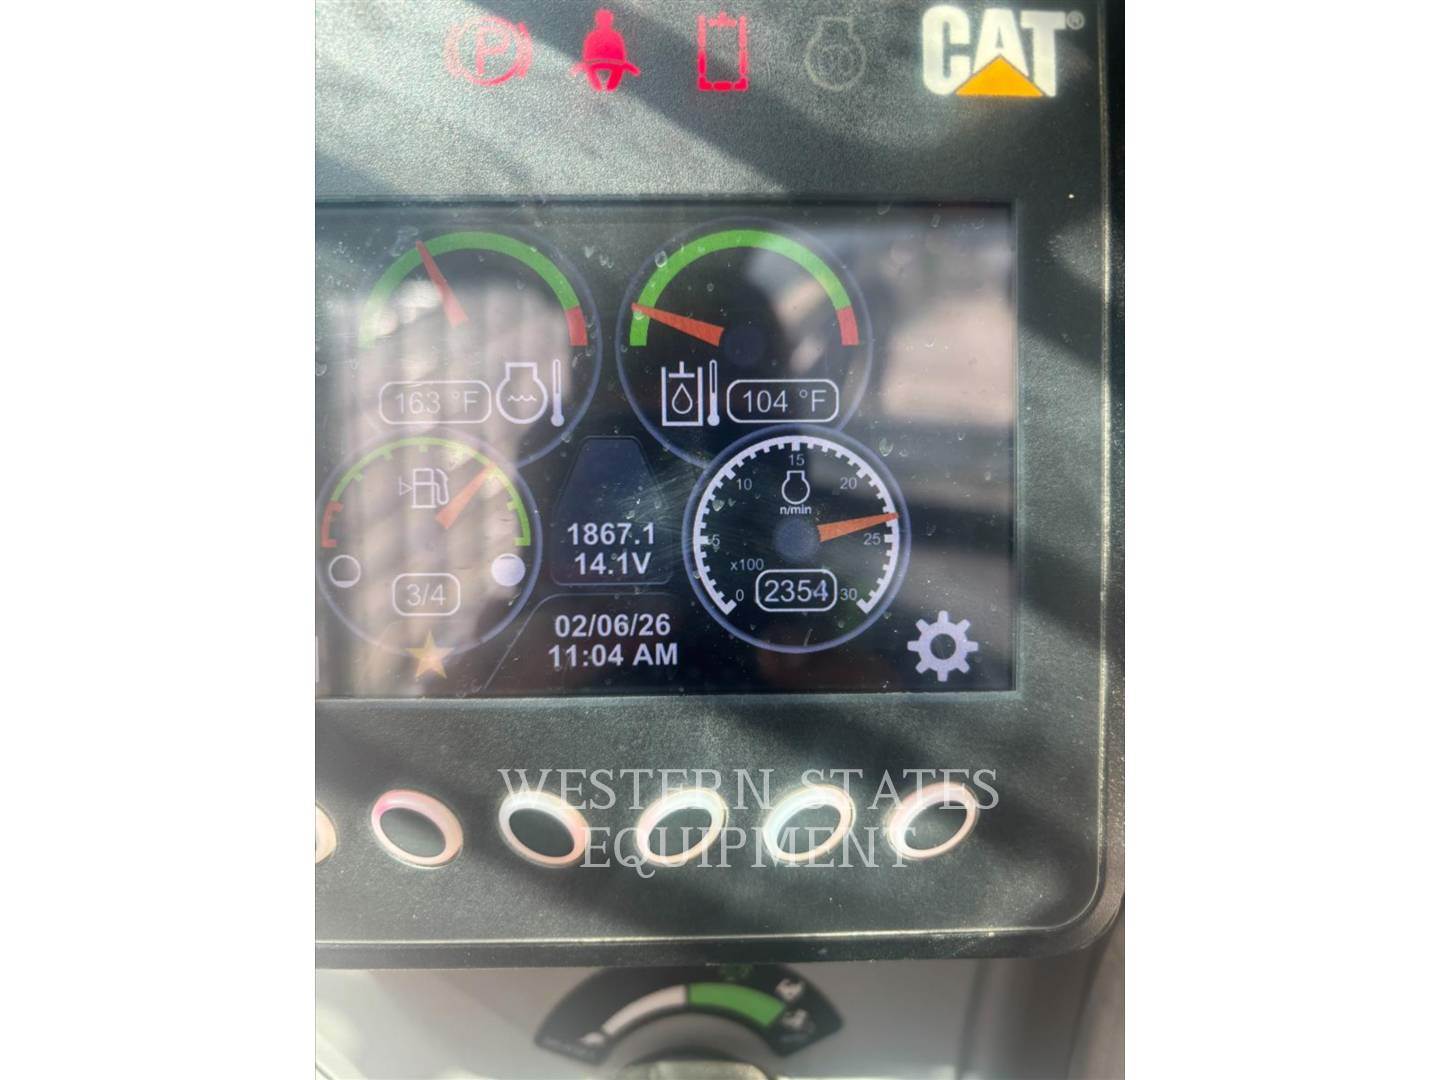 P
CAT®
163 °F
104 °F
15
10
20
n/min
5
25
x100
0
2354
30
3/4
1867.1
14.1V
02/06/26
11:04 AM
WESTERN STATES
EQUIPMENT